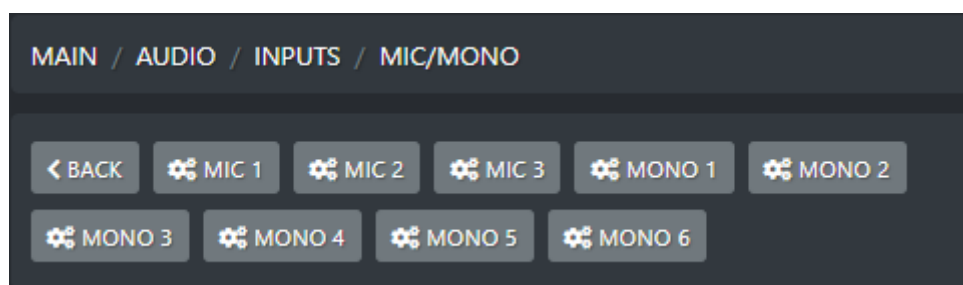 MAIN / AUDIO / INPUTS / MIC/MONO
BACK MIC 1 MIC 2 MIC 3 MONO 1 MONO 2
MONO 3 MONO 4 MONO 5 MONO 6